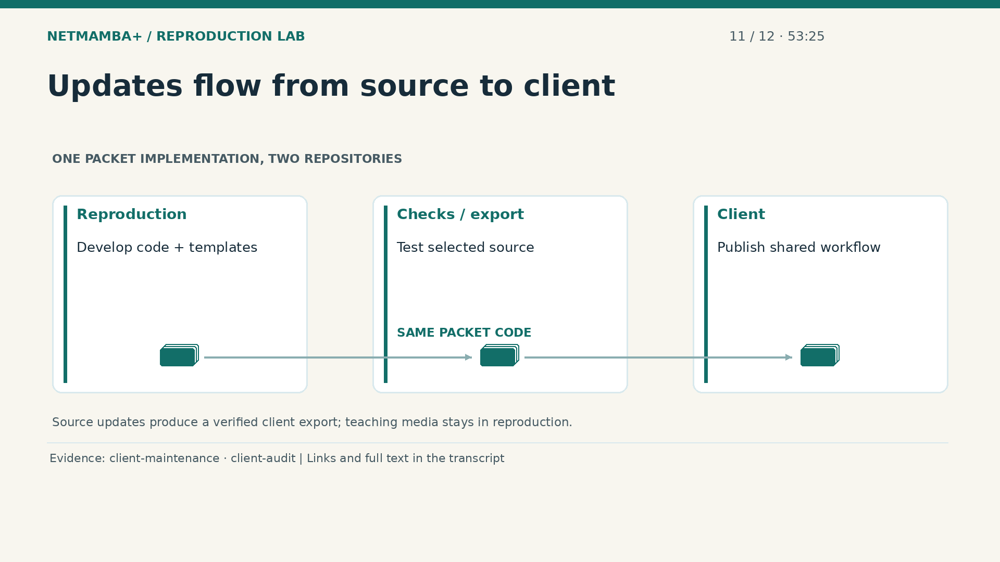 NETMAMBA+ / REPRODUCTION LAB
11 / 12 · 53:25
Updates flow from source to client
ONE PACKET IMPLEMENTATION, TWO REPOSITORIES
Reproduction
Develop code + templates
Checks / export
Test selected source
SAME PACKET CODE
Client
Publish shared workflow
Source updates produce a verified client export; teaching media stays in reproduction.
Evidence: client-maintenance · client-audit | Links and full text in the transcript